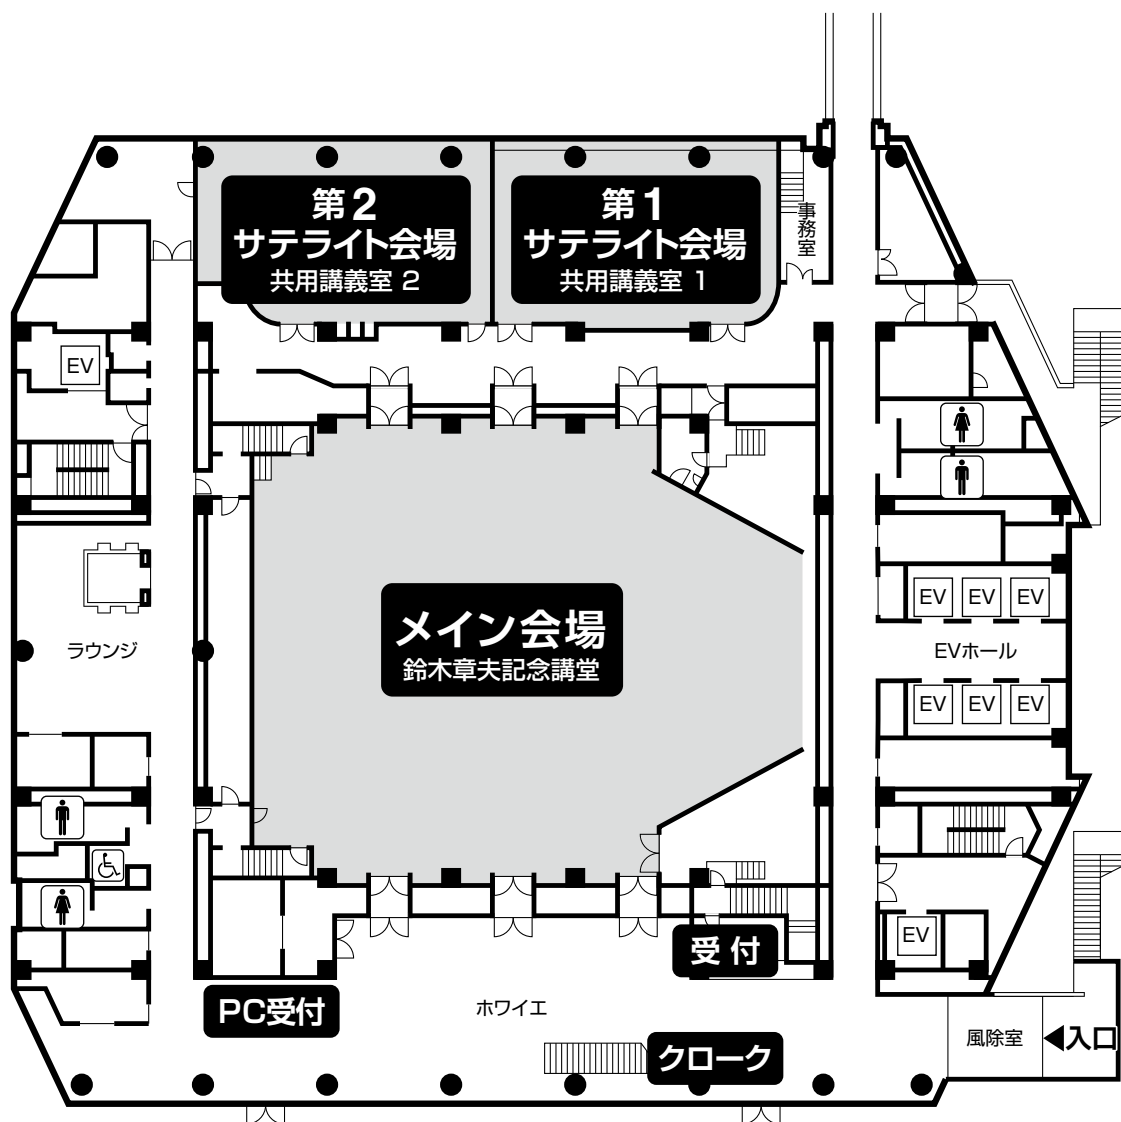 第2
サテライト会場
共用講義室 2
第1
サテライト会場
共用講義室 1
事務室
EV
メイン会場
鈴木章夫記念講堂
ラウンジ
EV
EV
EV
EVホール
EV
EV
EV
EV
受付
PC受付
ホワイエ
クローク
風除室
◀入口